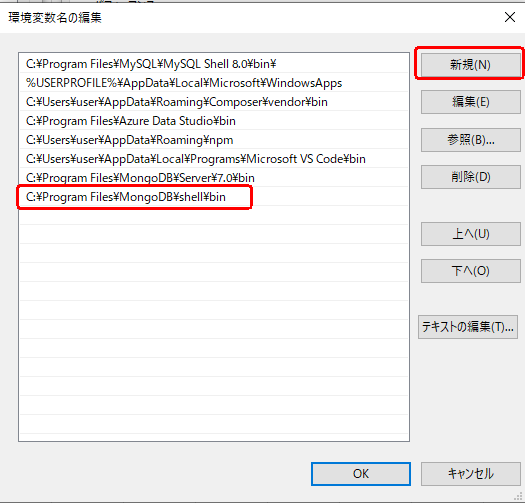 環境変数名の編集
C:¥Program Files¥MySQL¥MySQL Shell 8.0¥bin¥
%USERPROFILE%¥AppData¥Local¥Microsoft¥WindowsApps
C:¥Users¥user¥AppData¥Roaming¥Composer¥vendor¥bin
C:¥Program Files¥Azure Data Studio¥bin
C:¥Users¥user¥AppData¥Roaming¥npm
C:¥Users¥user¥AppData¥Local¥Programs¥Microsoft VS Code¥bin
C:¥Program Files¥MongoDB¥Server¥7.0¥bin
C:¥Program Files¥MongoDB¥shell¥bin
新規(N)
編集(E)
参照(B)...
削除(D)
上へ(U)
下へ(O)
テキストの編集(T)...
OK
キャンセル